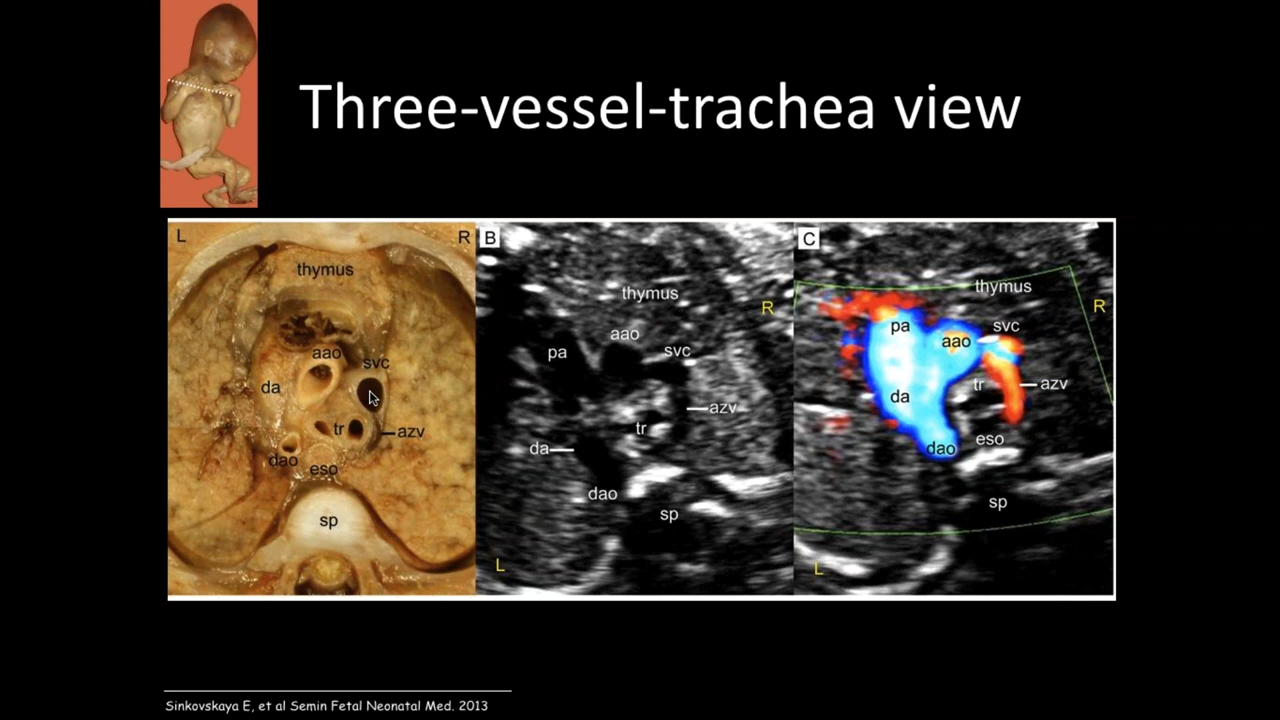 Three-vessel-trachea view
L
R
thymus
aao
svc
da
tr
azv
dao
eso
sp
B
thymus
R
aao
pa
svc
azv
tr
da
dao
sp
L
C
thymus
R
pa
svc
aao
tr
azv
da
eso
dao
sp
L
Sinkovskaya E, et al Semin Fetal Neonatal Med. 2013